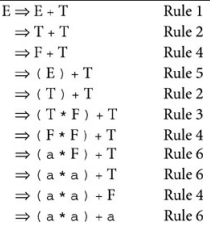 E ⇒ E + T Rule 1
⇒ T + T Rule 2
⇒ F + T Rule 4
⇒ ( E ) + T Rule 5
⇒ ( T ) + T Rule 2
⇒ ( T * F ) + T Rule 3
⇒ ( F * F ) + T Rule 4
⇒ ( a * F ) + T Rule 6
⇒ ( a * a ) + T Rule 6
⇒ ( a * a ) + F Rule 4
⇒ ( a * a ) + a Rule 6